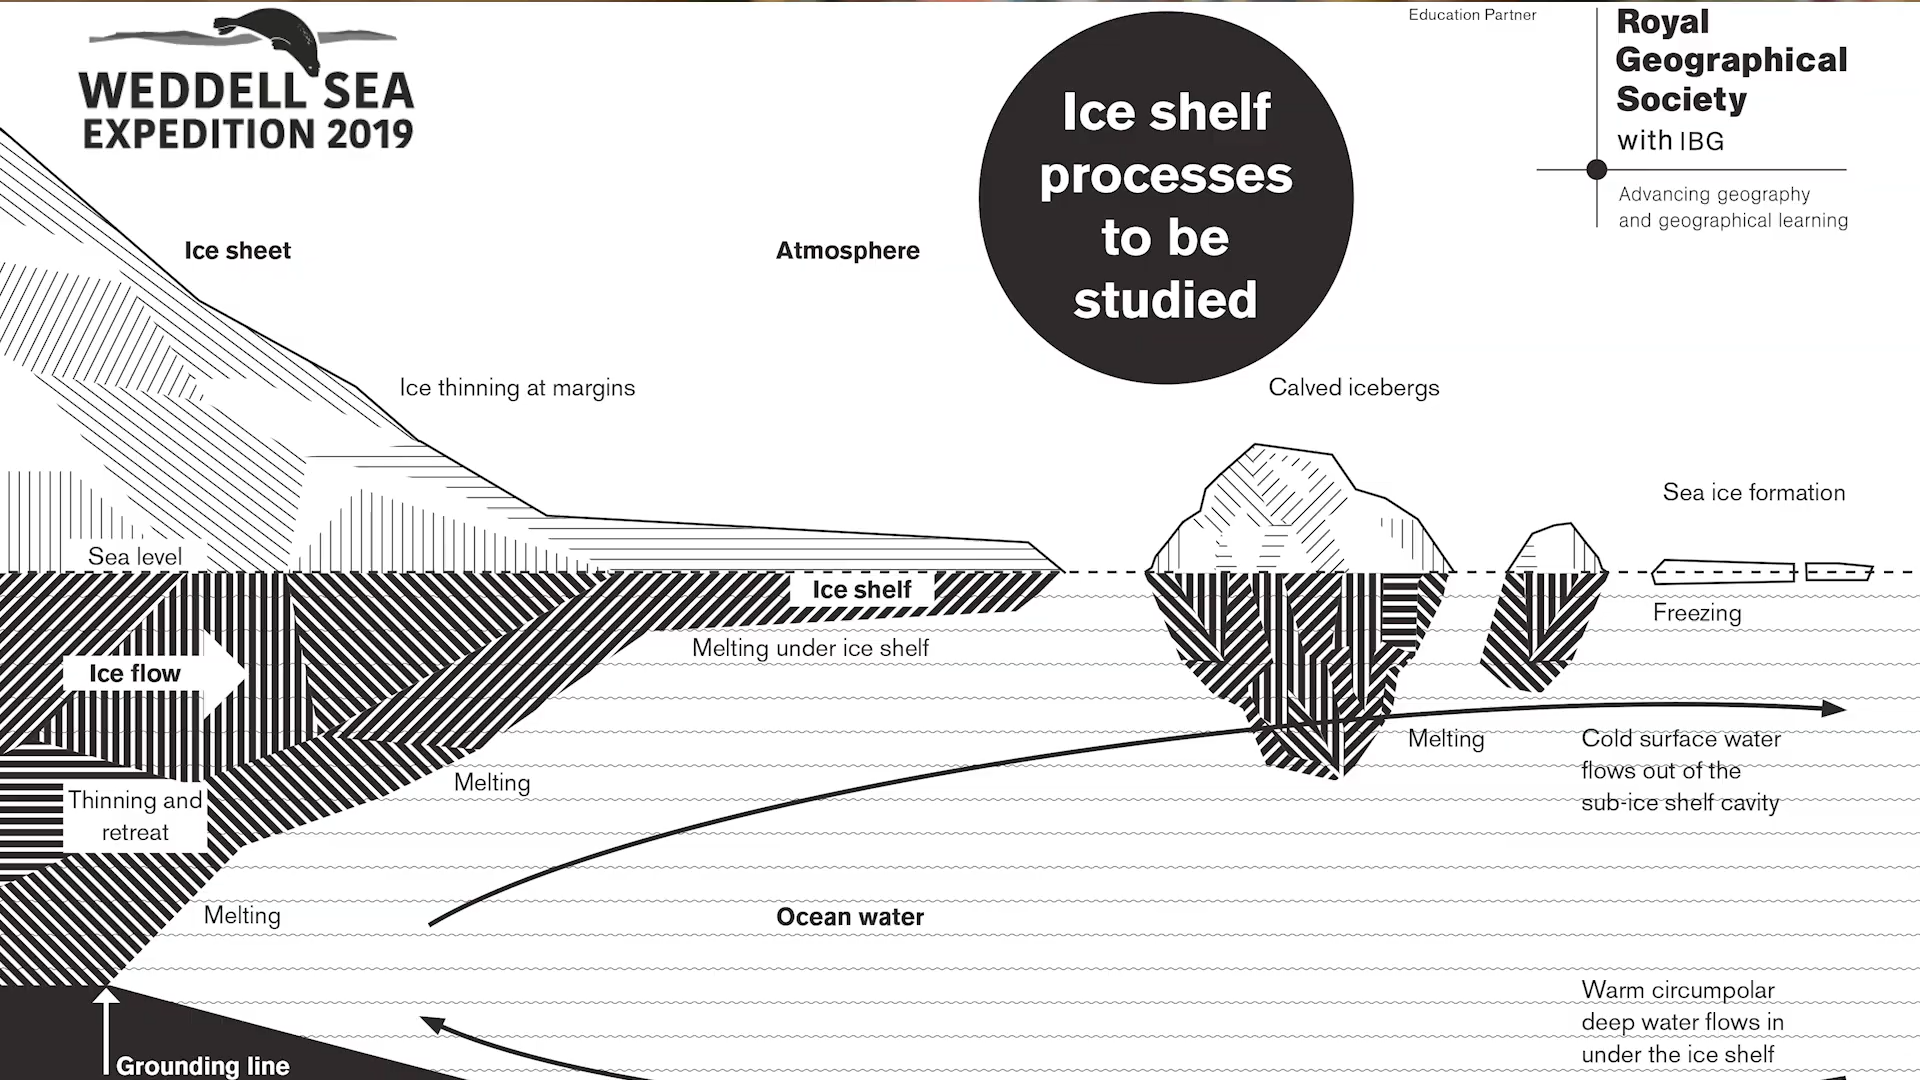 WEDDELL SEA
EXPEDITION 2019
Ice shelf
processes
to be
studied
Education Partner
Royal
Geographical
Society
with IBG
Advancing geography
and geographical learning
Ice sheet
Atmosphere
Ice thinning at margins
Calved icebergs
Sea ice formation
Sea level
Ice shelf
Freezing
Melting under ice shelf
Ice flow
Melting
Cold surface water
flows out of the
sub-ice shelf cavity
Melting
Thinning and
retreat
Melting
Ocean water
Warm circumpolar
deep water flows in
under the ice shelf
Grounding line